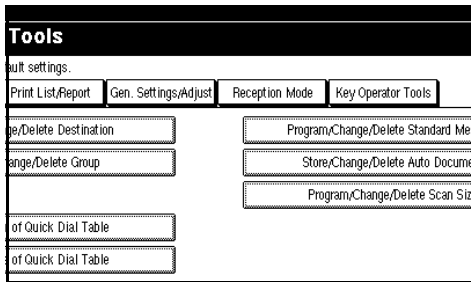 Tools
ault settings.
Print List/Report Gen. Settings/Adjust Reception Mode Key Operator Tools
ge/Delete Destination Program/Change/Delete Standard Me
ange/Delete Group Store/Change/Delete Auto Docume
Program/Change/Delete Scan Siz
of Quick Dial Table
of Quick Dial Table